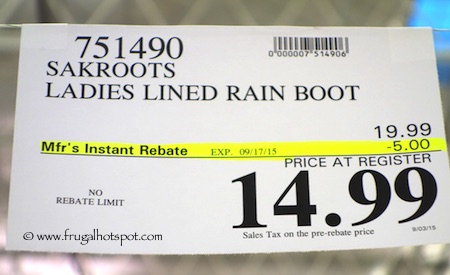 751490
0000007514906
SAKROOTS
LADIES LINED RAIN BOOT
19.99
Mfr's Instant Rebate EXP. 09/17/15 -5.00
PRICE AT REGISTER
NO
REBATE LIMIT
14.99
© www.frugalhotspot.com
Sales Tax on the pre-rebate price
9/03/15